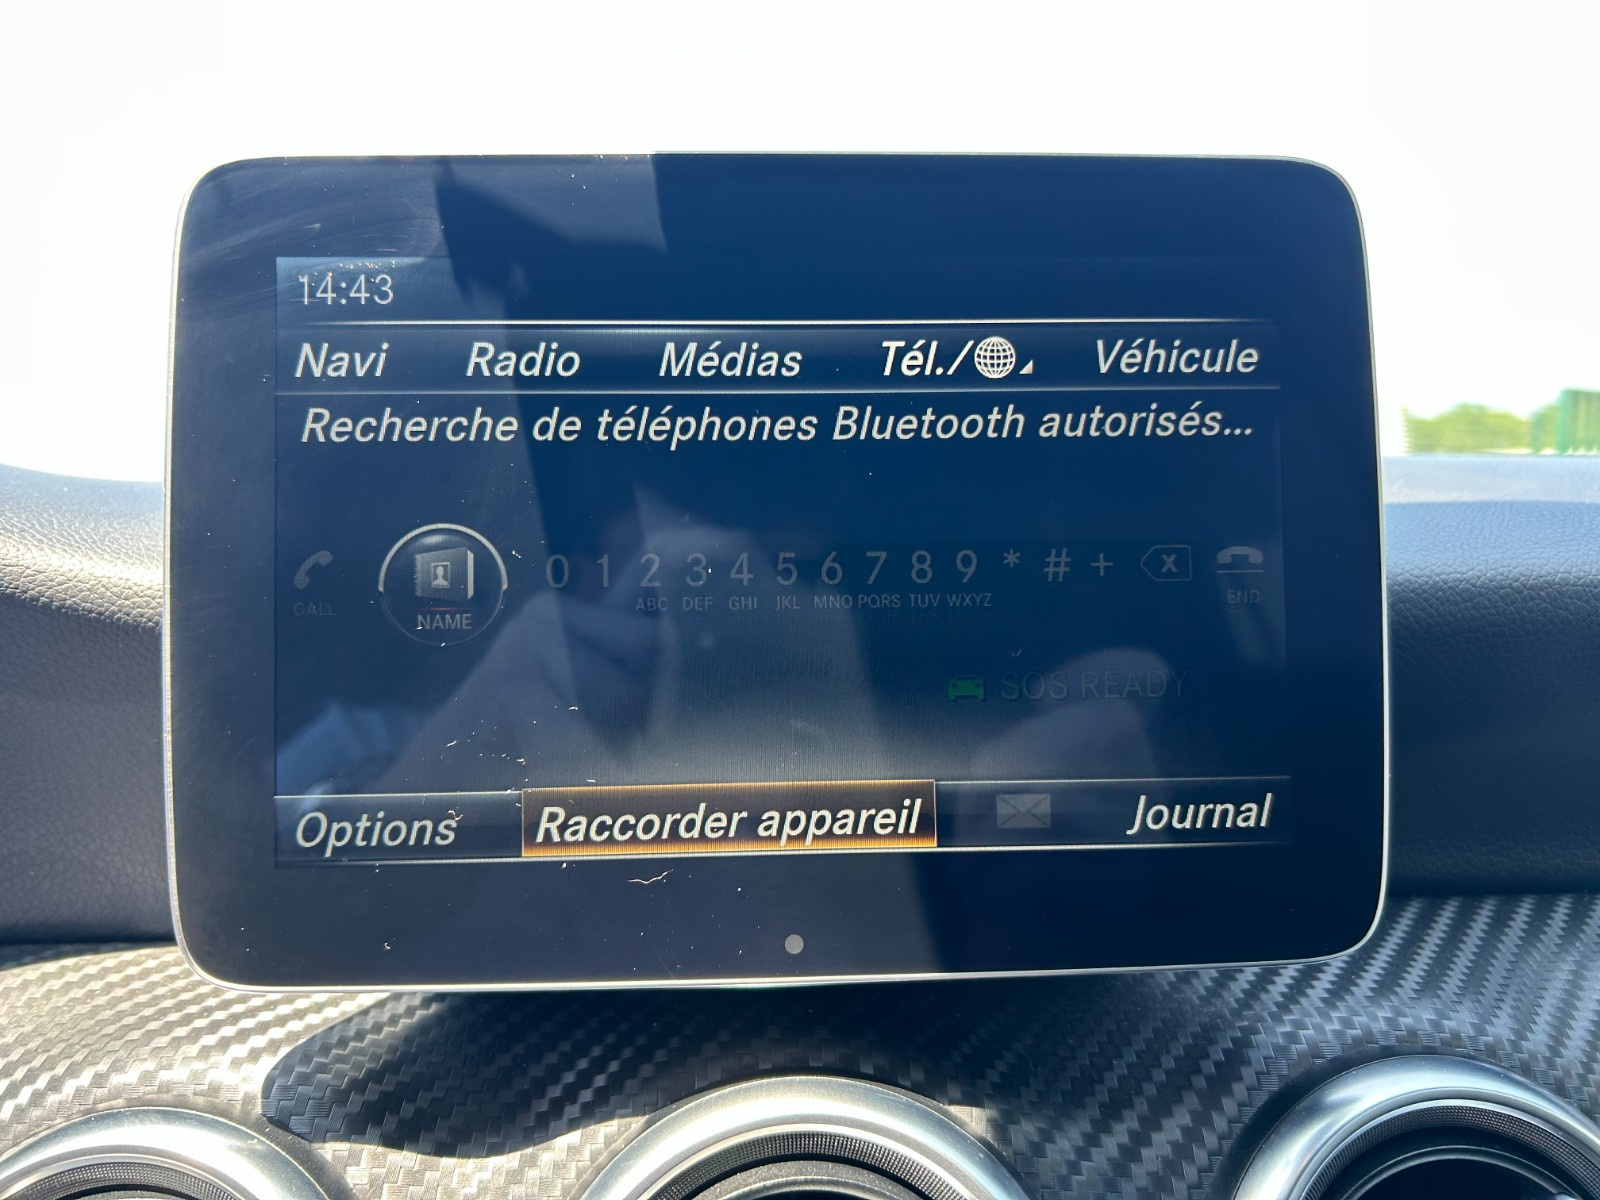 14:43
Navi Radio Médias Tél./ Véhicule
Recherche de téléphones Bluetooth autorisés...
0 1 2 3 4 5 6 7 8 9 * # + X
CALL NAME ABC DEF GHI JKL MNO PQRS TUV WXYZ END
SOS READY
Options Raccorder appareil Journal